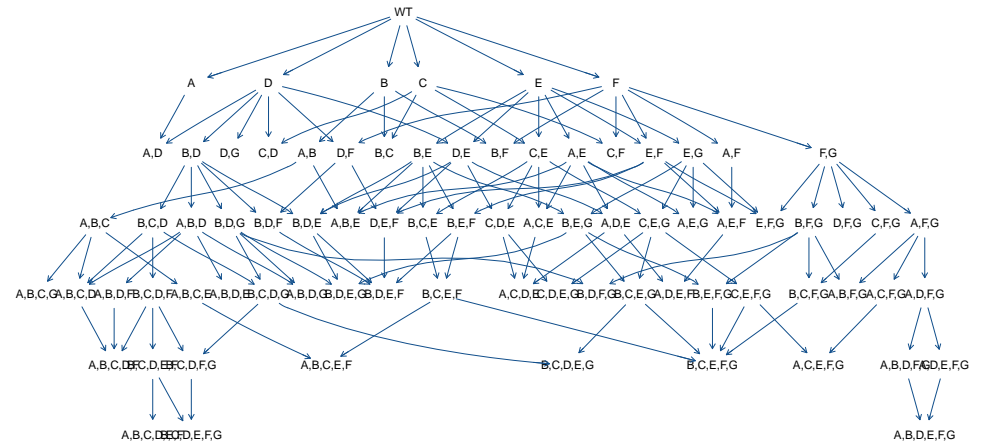 WT
A D B C E F
A,D B,D D,G C,D A,B D,F B,C B,E D,E B,F C,E A,E C,F E,F E,G A,F F,G
A,B,C B,C,D A,B,D B,D,G B,D,F B,D,E A,B,E D,E,F B,C,E B,E,F C,D,E A,C,E B,E,G A,D,E C,E,G A,E,G A,E,F E,F,G B,F,G D,F,G C,F,G A,F,G
A,B,C,G A,B,C,D A,B,D,F B,C,D,F A,B,C,E A,B,D,E B,C,D,G A,B,D,G B,D,E,G B,D,E,F B,C,E,F A,C,D,E C,D,E,G B,D,F,G B,C,E,G A,D,E,F B,E,F,G C,E,F,G B,C,F,G A,B,F,G A,C,F,G A,D,F,G
B,C,D,F,G A,B,C,E,F B,C,D,E,G B,C,E,F,G A,C,E,F,G A,B,D,F,G
A,B,D,E,F,G